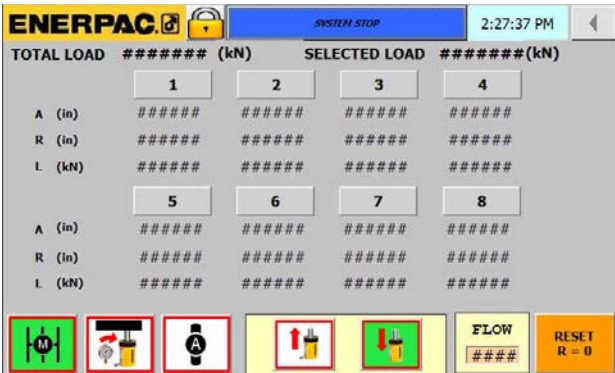 ENERPAC. SYSTEM STOP 2:27:37 PM
TOTAL LOAD ####### (kN) SELECTED LOAD #######(kN)
1 2 3 4
A (in) ###### ###### ###### ######
R (in) ###### ###### ###### ######
L (kN) ###### ###### ###### ######
5 6 7 8
A (in) ###### ###### ###### ######
R (in) ###### ###### ###### ######
L (kN) ###### ###### ###### ######
M A FLOW RESET
#### R = 0